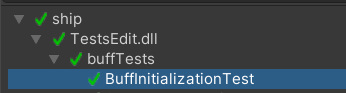 ship
TestsEdit.dll
buffTests
BuffInitializationTest